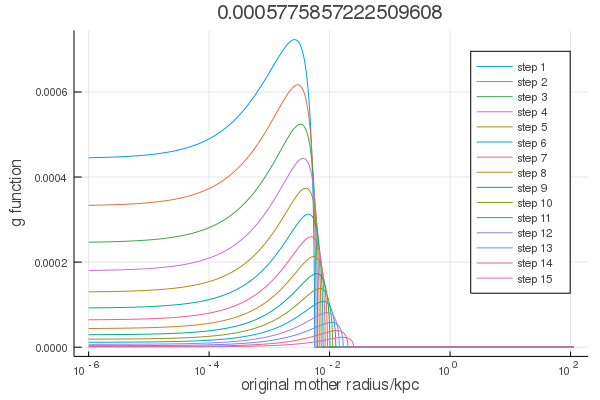 0.0005775857222509608
g function
0.0006
0.0004
0.0002
0.0000
step 1
step 2
step 3
step 4
step 5
step 6
step 7
step 8
step 9
step 10
step 11
step 12
step 13
step 14
step 15
10⁻⁶ 10⁻⁴ 10⁻² 10⁰ 10²
original mother radius/kpc